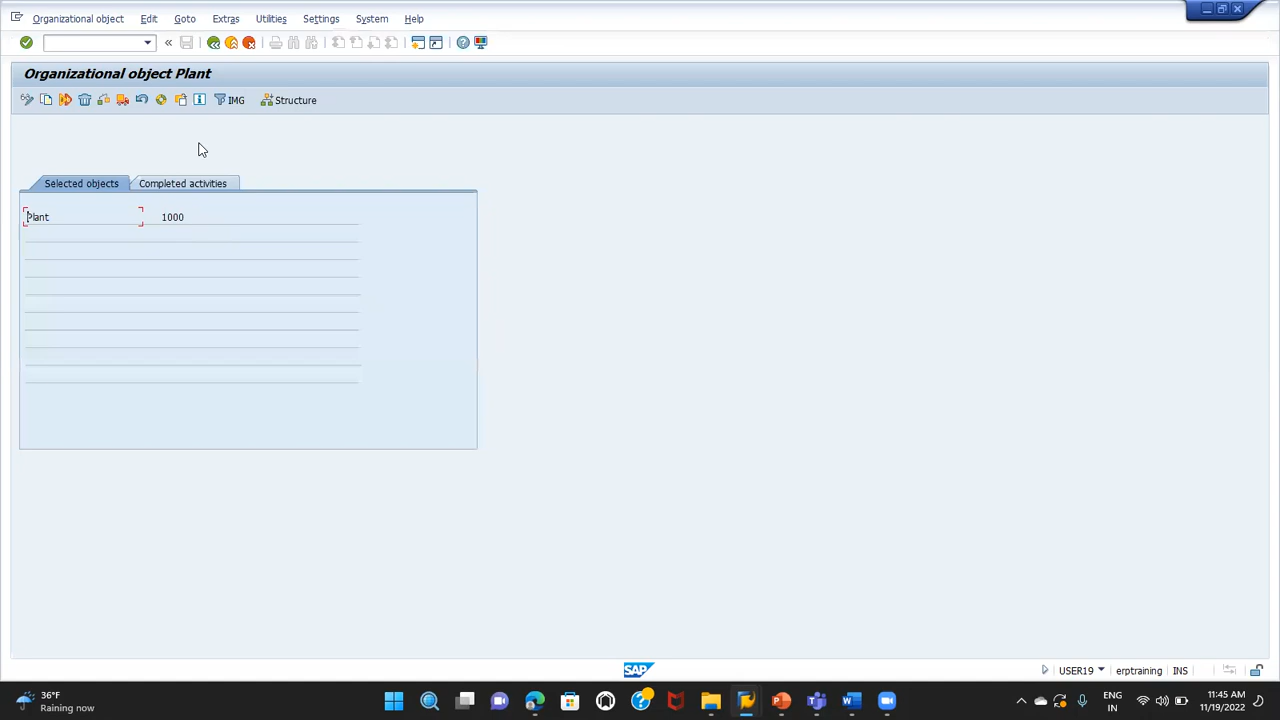 Organizational object Edit Goto Extras Utilities Settings System Help
Organizational object Plant
IMG Structure
Selected objects Completed activities
Plant 1000
SAP
USER19 erptraining INS
36°F
Raining now
ENG
IN
11:45 AM
11/19/2022